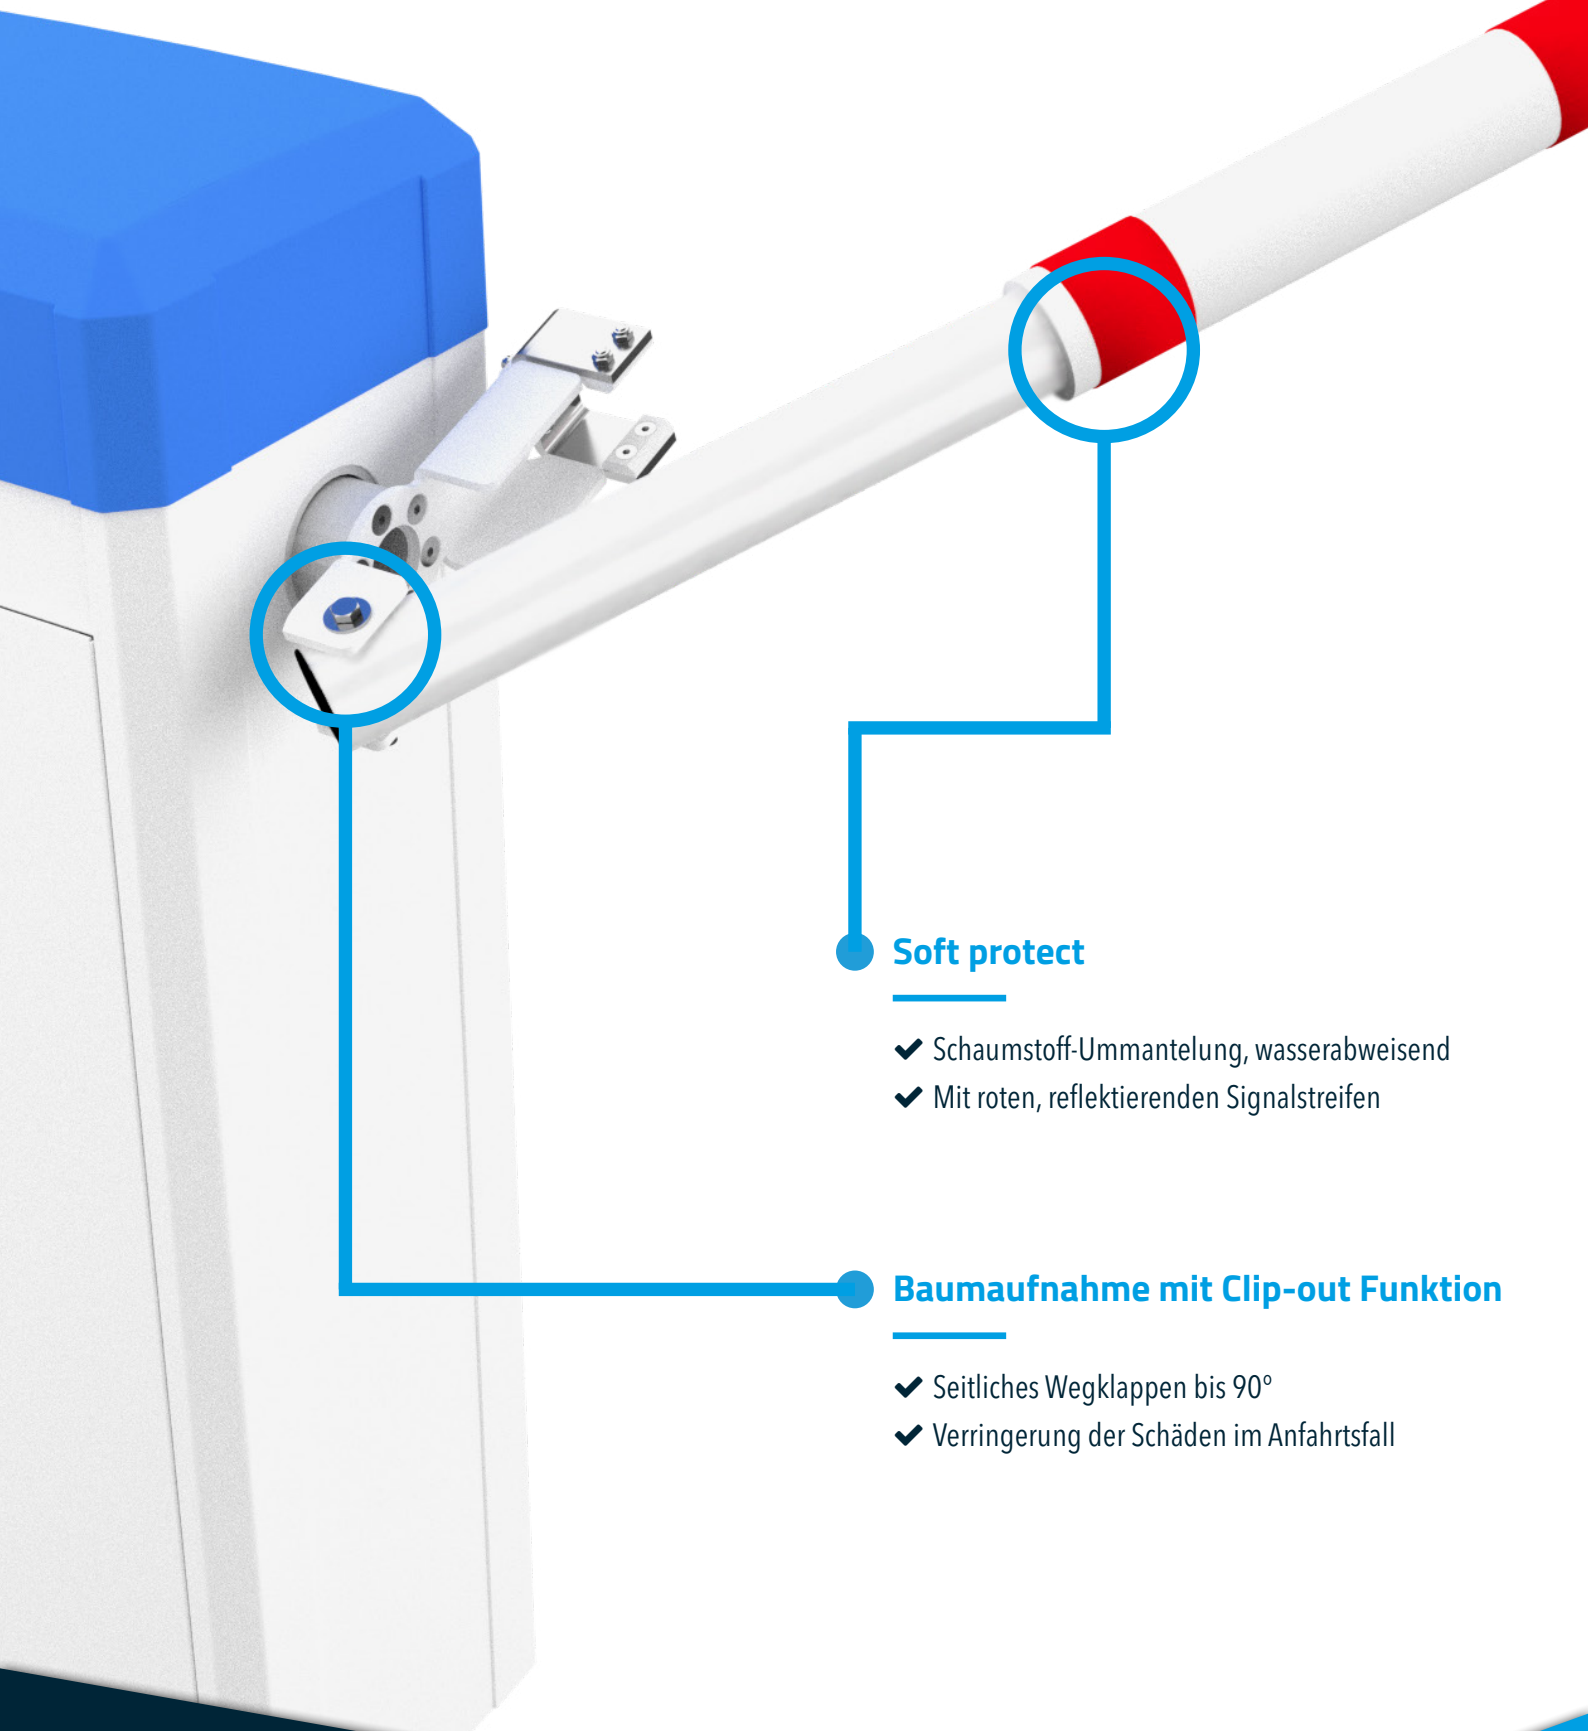 Soft protect
Schaumstoff-Ummantelung, wasserabweisend
Mit roten, reflektierenden Signalstreifen
Baumaufnahme mit Clip-out Funktion
Seitliches Wegklappen bis 90º
Verringerung der Schäden im Anfahrtsfall